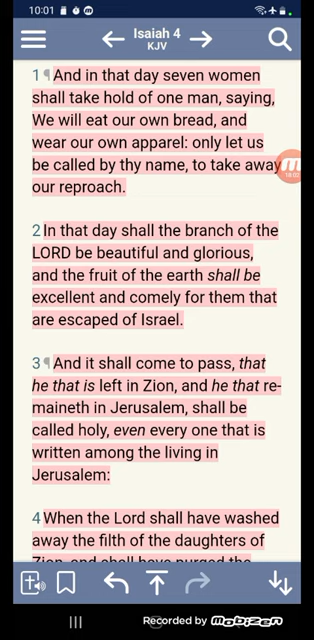 10:01
Isaiah 4
KJV
1 ¶ And in that day seven women
shall take hold of one man, saying,
We will eat our own bread, and
wear our own apparel: only let us
be called by thy name, to take away
our reproach.
2 In that day shall the branch of the
LORD be beautiful and glorious,
and the fruit of the earth shall be
excellent and comely for them that
are escaped of Israel.
3 ¶ And it shall come to pass, that
he that is left in Zion, and he that re-
maineth in Jerusalem, shall be
called holy, even every one that is
written among the living in
Jerusalem:
4 When the Lord shall have washed
away the filth of the daughters of
Zion, and shall have purged the
Recorded by mobizen